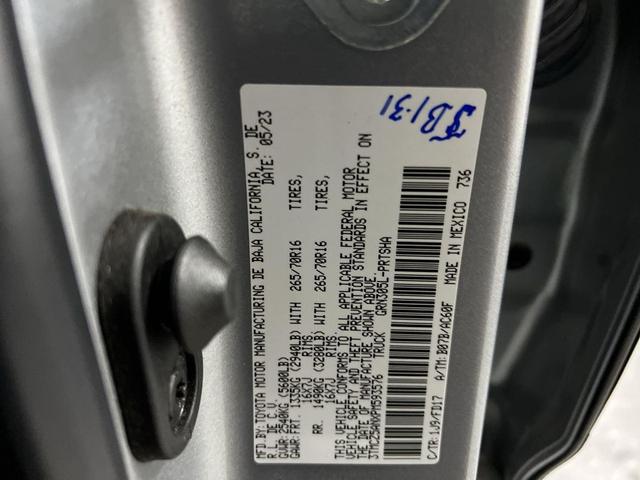 MFD.BY:TOYOTA MOTOR MANUFACTURING DE BAJA CALIFORNIA, S. DE
R.L. DE C.V. DATE: 05/23
GVWR: 2540KG (5600LB)
GAWR:FRT. 1335KG (2940LB) WITH 265/70R16 TIRES,
16X7J RIMS
RR. 1490KG (3280LB) WITH 265/70R16 TIRES,
16X7J RIMS
THIS VEHICLE CONFORMS TO ALL APPLICABLE FEDERAL MOTOR
VEHICLE SAFETY AND THEFT PREVENTION STANDARDS IN EFFECT ON
THE DATE OF MANUFACTURE SHOWN ABOVE.
TRUCK GRN305L-PRTSHA
C/TR:1J9/FD17 A/TM:B07B/AC60F MADE IN MEXICO 736
B1-31